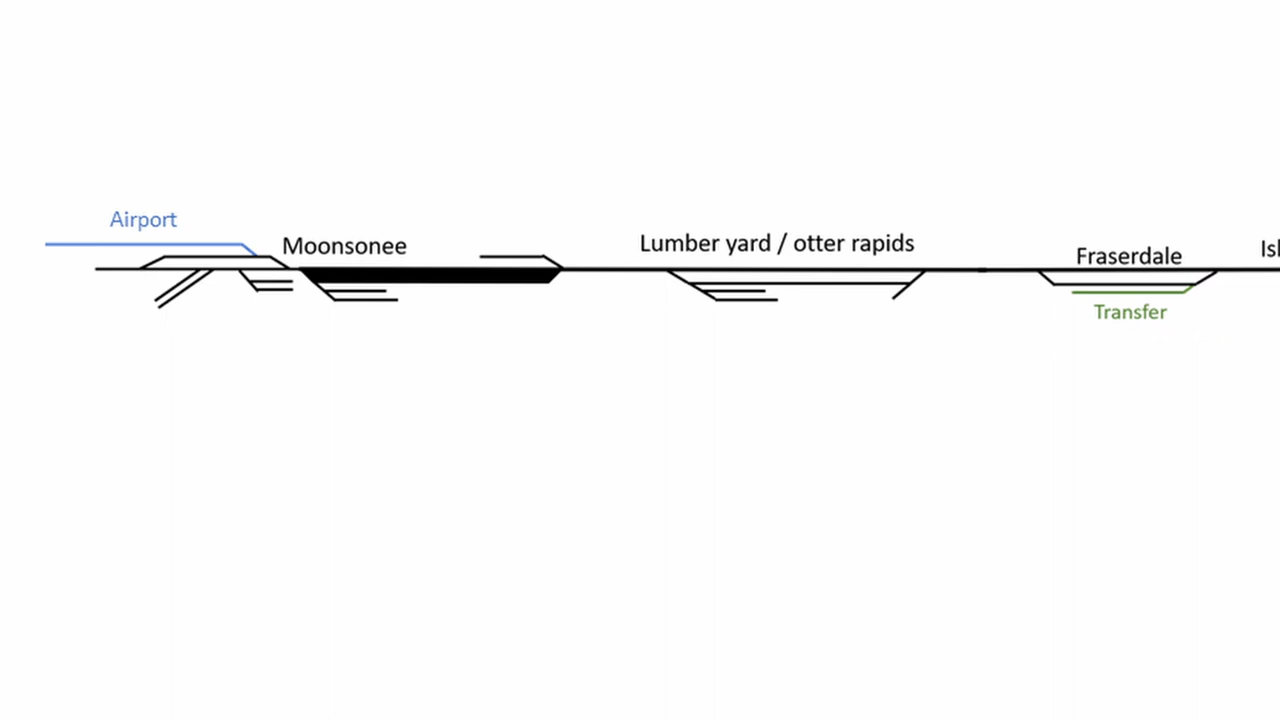 Airport
Moonsonee
Lumber yard / otter rapids
Fraserdale
Transfer